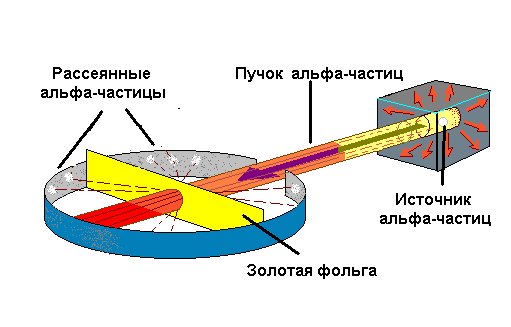 Рассеянные
альфа-частицы
Пучок альфа-частиц
Источник
альфа-частиц
Золотая фольга